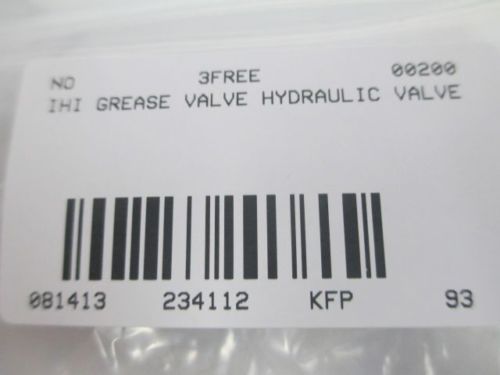 NO 3FREE 00200
IHI GREASE VALVE HYDRAULIC VALVE
081413 234112 KFP 93